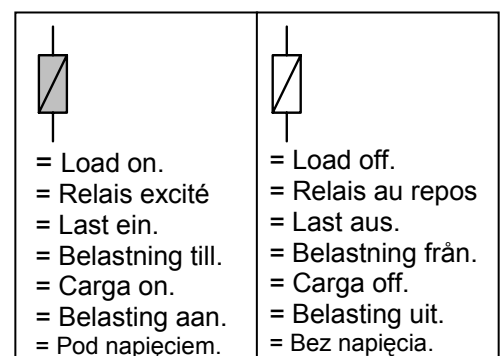 = Load on.
= Relais excité
= Last ein.
= Belastning till.
= Carga on.
= Belasting aan.
= Pod napięciem.
= Load off.
= Relais au repos
= Last aus.
= Belastning från.
= Carga off.
= Belasting uit.
= Bez napięcia.